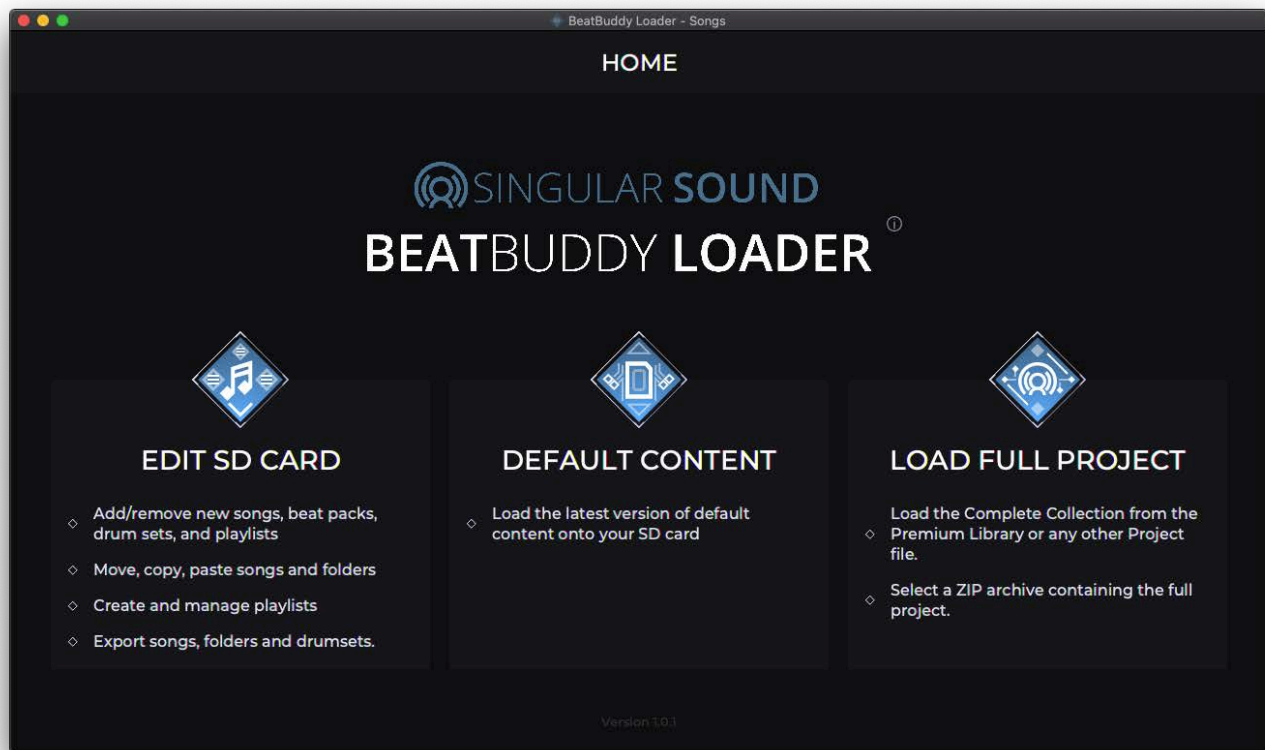 BeatBuddy Loader - Songs
HOME
SINGULAR SOUND
BEATBUDDY LOADER
EDIT SD CARD
Add/remove new songs, beat packs,
drum sets, and playlists
Move, copy, paste songs and folders
Create and manage playlists
Export songs, folders and drumsets.
DEFAULT CONTENT
Load the latest version of default
content onto your SD card
LOAD FULL PROJECT
Load the Complete Collection from the
Premium Library or any other Project
file.
Select a ZIP archive containing the full
project.
Version 1.0.1